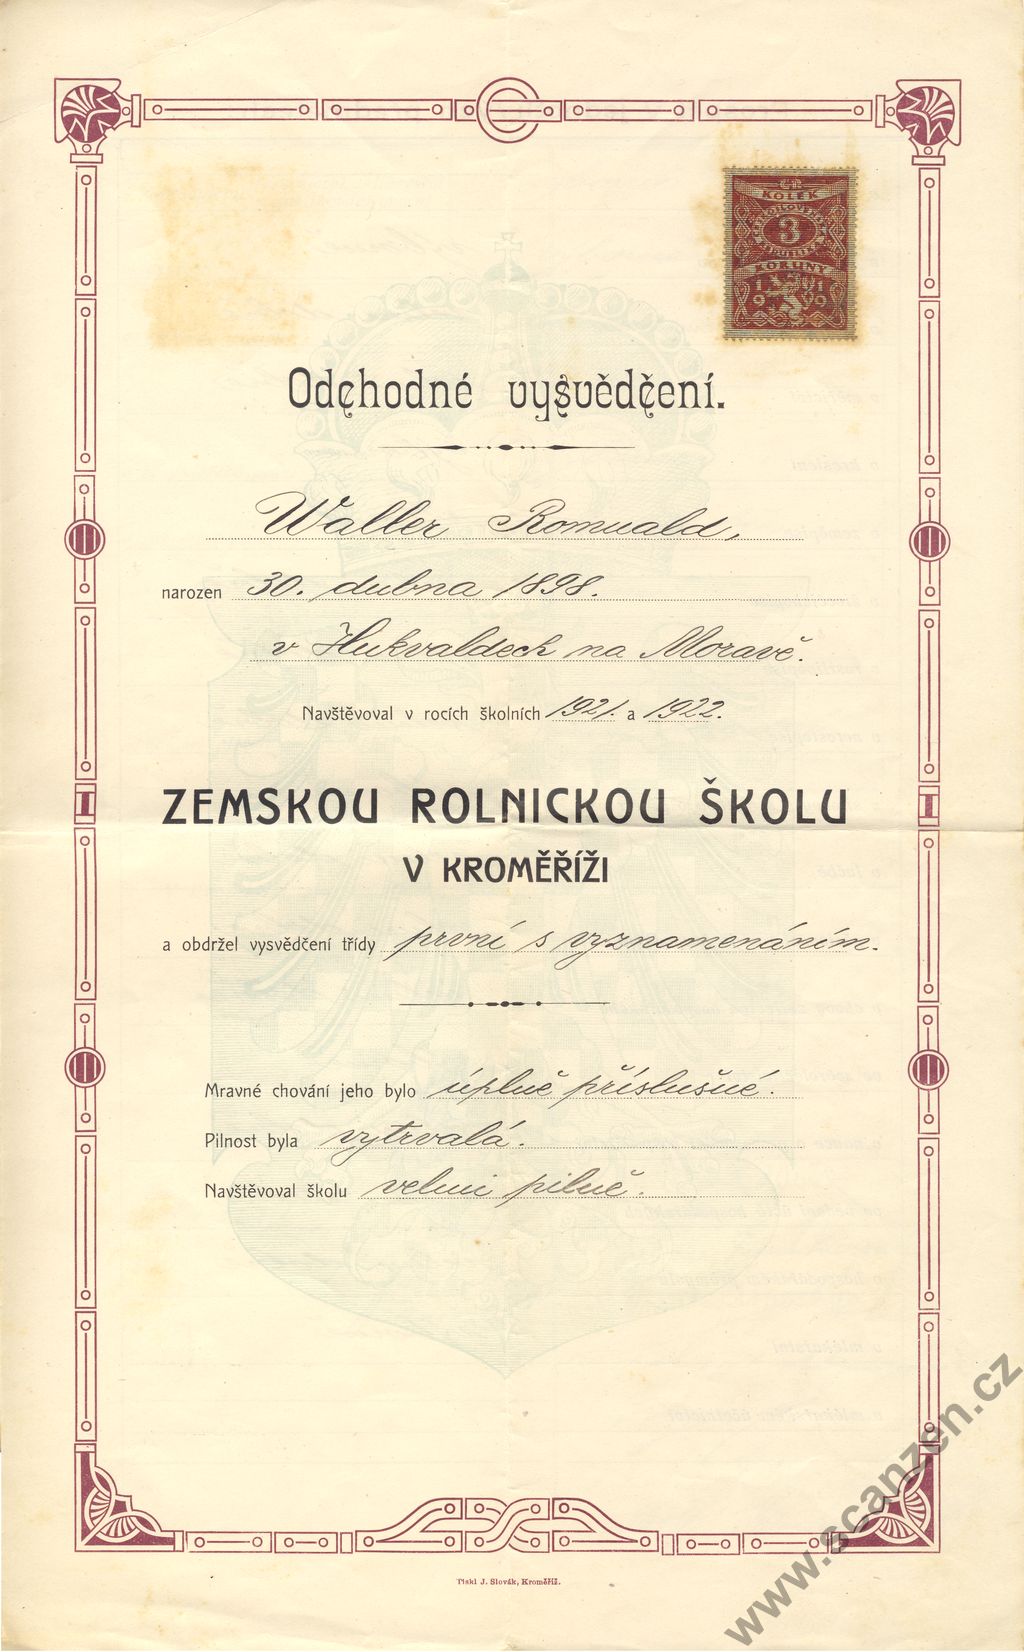 KOLEK
3
KORUNY
19 19
Odchodné vysvědčení.
Waller Romuald,
narozen 30. dubna 1898.
v Hukvaldech na Moravě.
Navštěvoval v rocích školních 1921. a 1922.
ZEMSKOU ROLNICKOU ŠKOLU
V KROMĚŘÍŽI
a obdržel vysvědčení třídy první s vyznamenáním.
Mravné chování jeho bylo úplně příslušné.
Pilnost byla vytrvalá.
Navštěvoval školu velmi pilně.
Tiskl J. Slovák, Kroměříž.
www.scanzen.cz